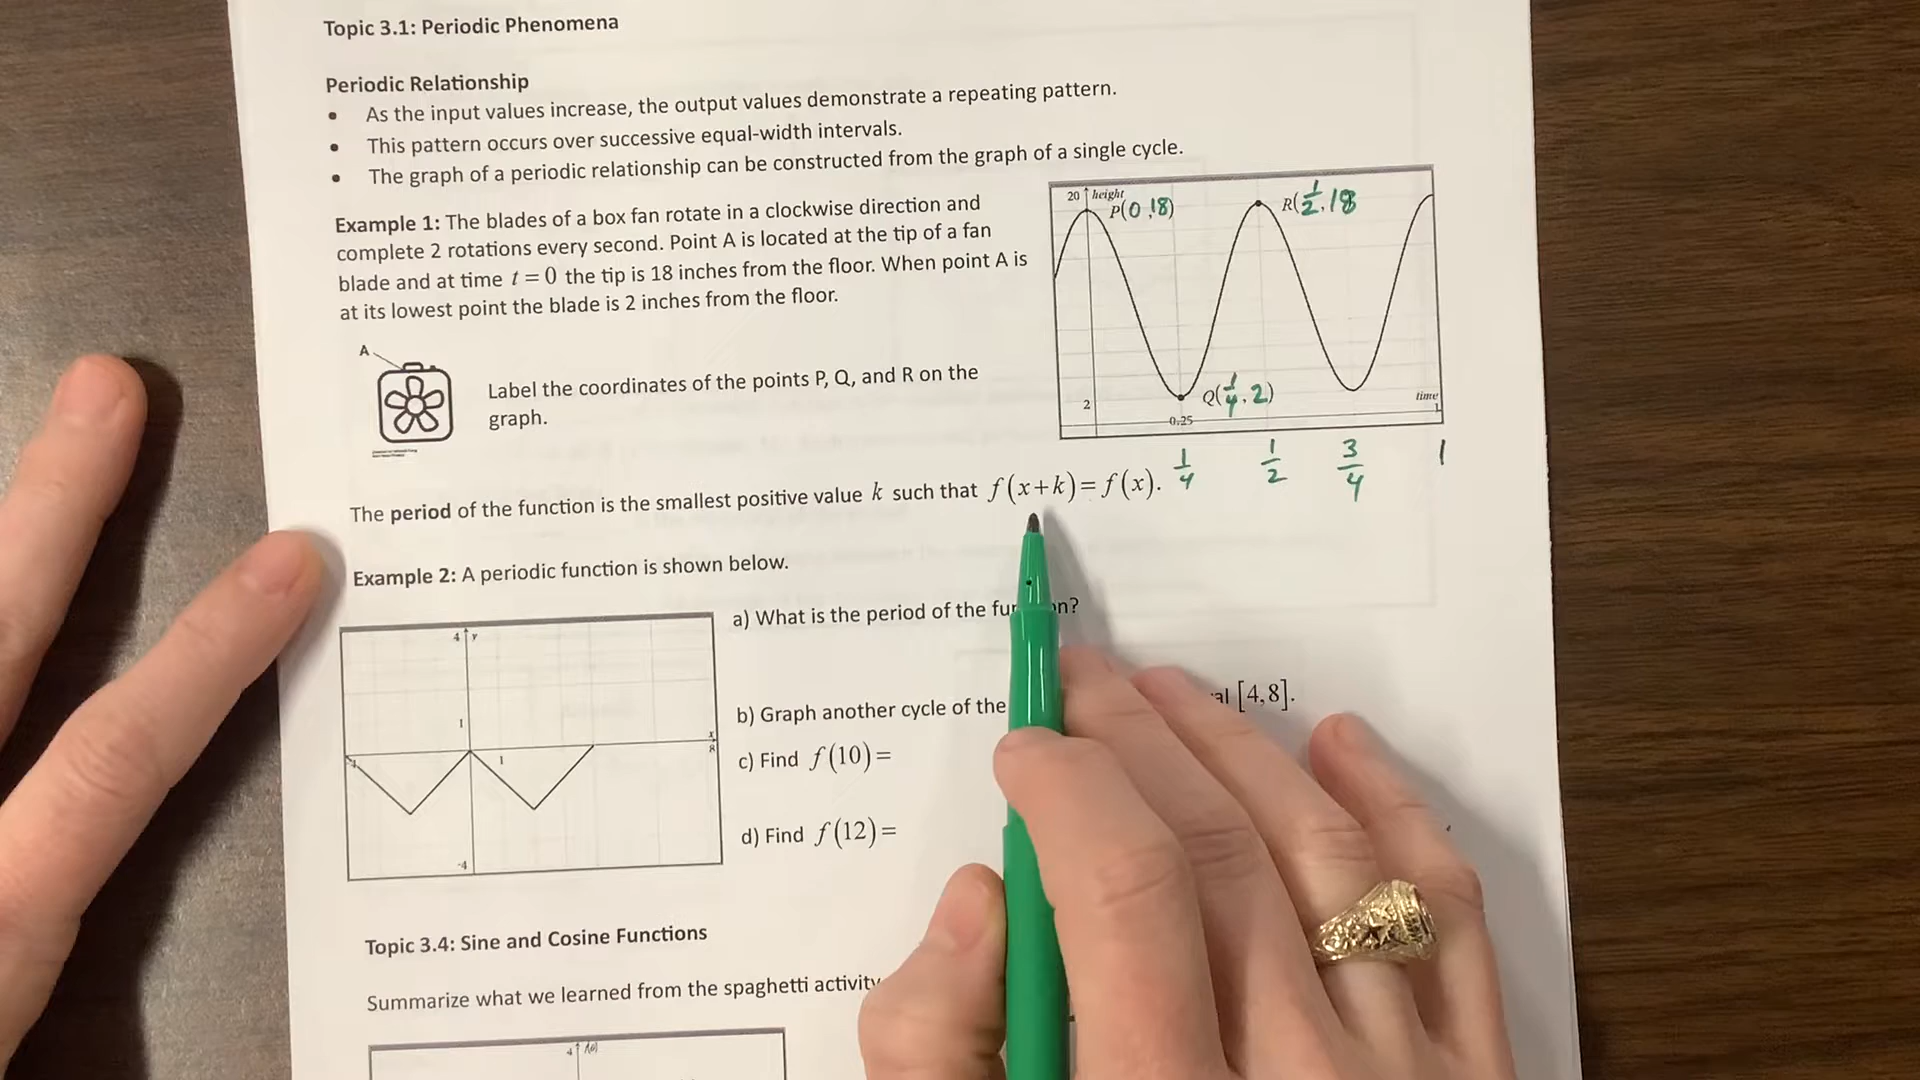 Topic 3.1: Periodic Phenomena
Periodic Relationship
• As the input values increase, the output values demonstrate a repeating pattern.
• This pattern occurs over successive equal-width intervals.
• The graph of a periodic relationship can be constructed from the graph of a single cycle.
Example 1: The blades of a box fan rotate in a clockwise direction and
complete 2 rotations every second. Point A is located at the tip of a fan
blade and at time t = 0 the tip is 18 inches from the floor. When point A is
at its lowest point the blade is 2 inches from the floor.
20 height
P(0,18)
R(1/2,18
Q(1/4,2)
2
0.25
time
1
1/4 1/2 3/4 1
A
Label the coordinates of the points P, Q, and R on the
graph.
The period of the function is the smallest positive value k such that f(x+k)=f(x).
Example 2: A periodic function is shown below.
4 y
1
1
x
8
-4
a) What is the period of the fun on?
b) Graph another cycle of the al [4,8].
c) Find f(10)=
d) Find f(12)=
Topic 3.4: Sine and Cosine Functions
Summarize what we learned from the spaghetti activity
4